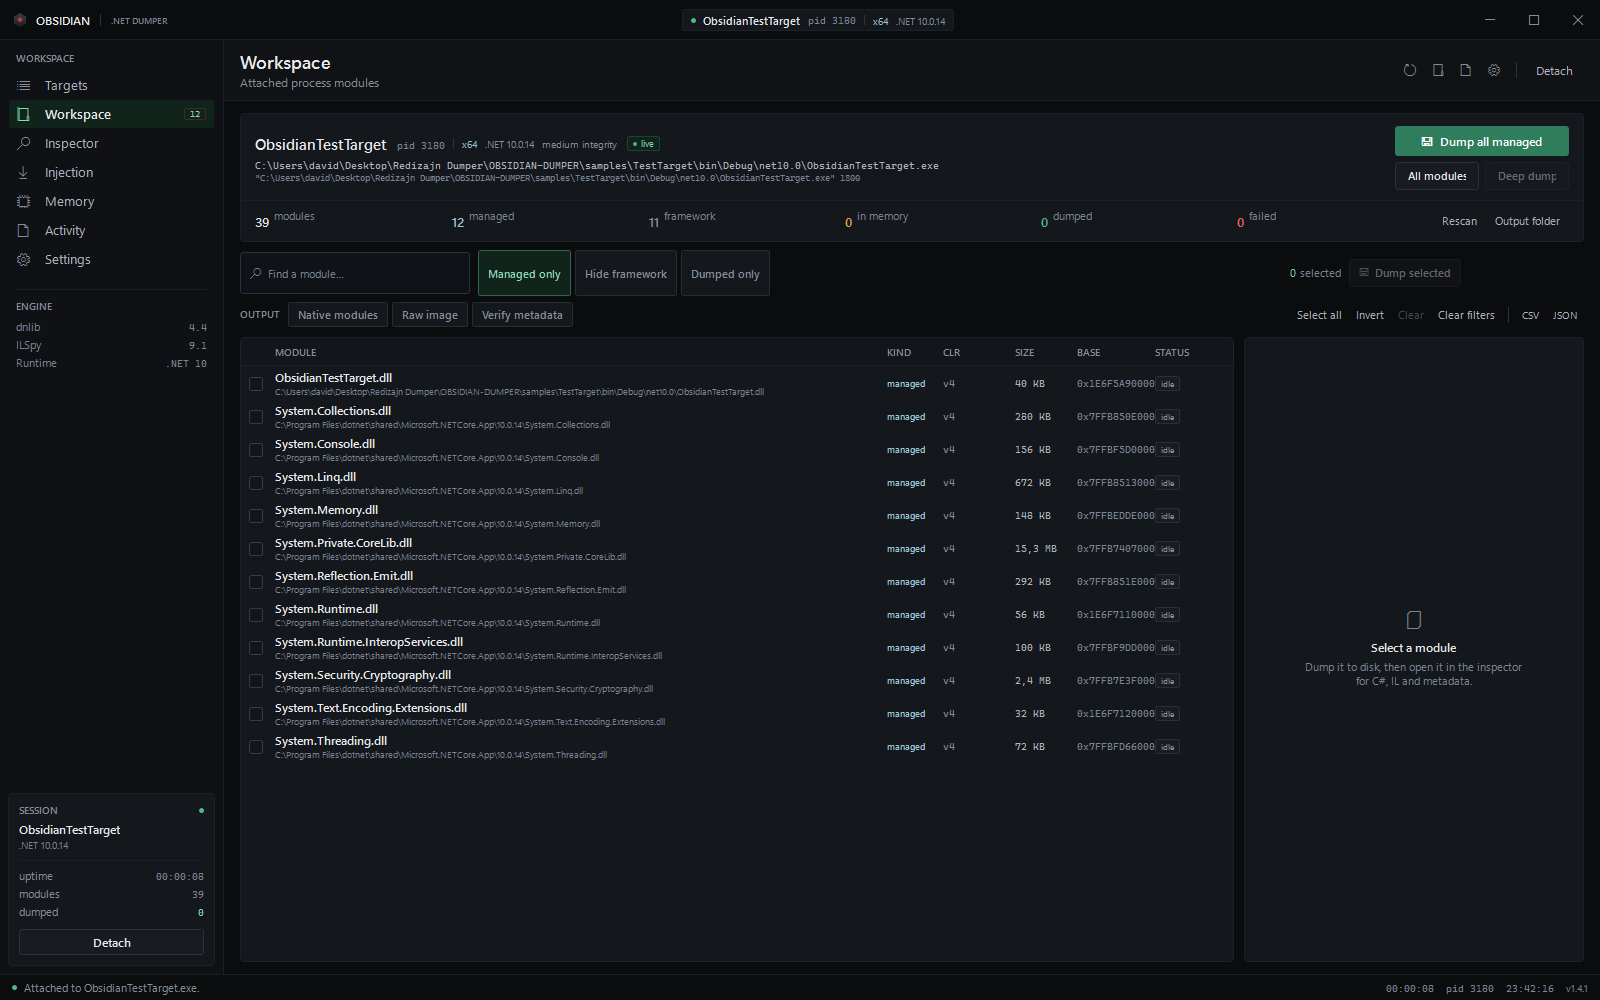 OBSIDIAN .NET DUMPER
ObsidianTestTarget pid 3180 x64 .NET 10.0.14
WORKSPACE
Targets
Workspace 12
Inspector
Injection
Memory
Activity
Settings
ENGINE
dnlib 4.4
ILSpy 9.1
Runtime .NET 10
SESSION
ObsidianTestTarget
.NET 10.0.14
uptime 00:00:08
modules 39
dumped 0
Detach
Workspace
Attached process modules
Detach
ObsidianTestTarget pid 3180 x64 .NET 10.0.14 medium integrity live
C:\Users\david\Desktop\Redizajn Dumper\OBSIDIAN-DUMPER\samples\TestTarget\bin\Debug\net10.0\ObsidianTestTarget.exe
"C:\Users\david\Desktop\Redizajn Dumper\OBSIDIAN-DUMPER\samples\TestTarget\bin\Debug\net10.0\ObsidianTestTarget.exe" 1800
Dump all managed
All modules Deep dump
39 modules 12 managed 11 framework 0 in memory 0 dumped 0 failed Rescan Output folder
Find a module... Managed only Hide framework Dumped only 0 selected Dump selected
OUTPUT Native modules Raw image Verify metadata Select all Invert Clear Clear filters CSV JSON
MODULE KIND CLR SIZE BASE STATUS
ObsidianTestTarget.dll managed v4 40 KB 0x1E6F5A90000 idle
C:\Users\david\Desktop\Redizajn Dumper\OBSIDIAN-DUMPER\samples\TestTarget\bin\Debug\net10.0\ObsidianTestTarget.dll
System.Collections.dll managed v4 280 KB 0x7FFB850E000 idle
C:\Program Files\dotnet\shared\Microsoft.NETCore.App\10.0.14\System.Collections.dll
System.Console.dll managed v4 156 KB 0x7FFBF5D0000 idle
C:\Program Files\dotnet\shared\Microsoft.NETCore.App\10.0.14\System.Console.dll
System.Linq.dll managed v4 672 KB 0x7FFB8513000 idle
C:\Program Files\dotnet\shared\Microsoft.NETCore.App\10.0.14\System.Linq.dll
System.Memory.dll managed v4 148 KB 0x7FFBEDDE000 idle
C:\Program Files\dotnet\shared\Microsoft.NETCore.App\10.0.14\System.Memory.dll
System.Private.CoreLib.dll managed v4 15,3 MB 0x7FFB7407000 idle
C:\Program Files\dotnet\shared\Microsoft.NETCore.App\10.0.14\System.Private.CoreLib.dll
System.Reflection.Emit.dll managed v4 292 KB 0x7FFB851E000 idle
C:\Program Files\dotnet\shared\Microsoft.NETCore.App\10.0.14\System.Reflection.Emit.dll
System.Runtime.dll managed v4 56 KB 0x1E6F7110000 idle
C:\Program Files\dotnet\shared\Microsoft.NETCore.App\10.0.14\System.Runtime.dll
System.Runtime.InteropServices.dll managed v4 100 KB 0x7FFBF9DD000 idle
C:\Program Files\dotnet\shared\Microsoft.NETCore.App\10.0.14\System.Runtime.InteropServices.dll
System.Security.Cryptography.dll managed v4 2,4 MB 0x7FFB7E3F000 idle
C:\Program Files\dotnet\shared\Microsoft.NETCore.App\10.0.14\System.Security.Cryptography.dll
System.Text.Encoding.Extensions.dll managed v4 32 KB 0x1E6F7120000 idle
C:\Program Files\dotnet\shared\Microsoft.NETCore.App\10.0.14\System.Text.Encoding.Extensions.dll
System.Threading.dll managed v4 72 KB 0x7FFBFD66000 idle
C:\Program Files\dotnet\shared\Microsoft.NETCore.App\10.0.14\System.Threading.dll
Select a module
Dump it to disk, then open it in the inspector
for C#, IL and metadata.
Attached to ObsidianTestTarget.exe. 00:00:08 pid 3180 23:42:16 v1.4.1